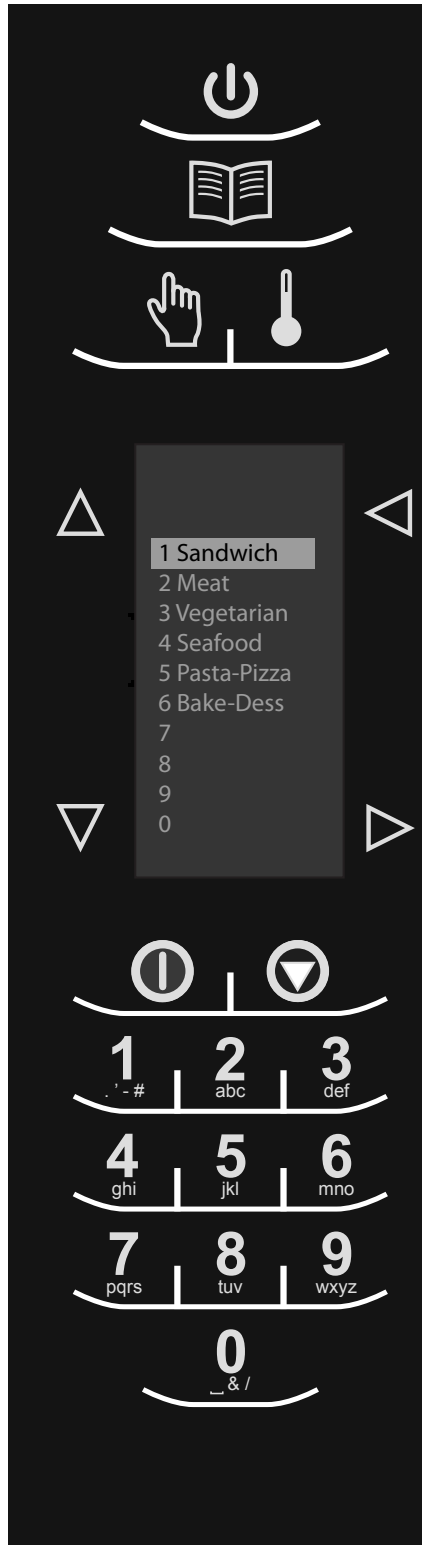 1 Sandwich
2 Meat
3 Vegetarian
4 Seafood
5 Pasta-Pizza
6 Bake-Dess
7
8
9
0
1 2 3
. ' - # abc def
4 5 6
ghi jkl mno
7 8 9
pqrs tuv wxyz
0
⎵ & /